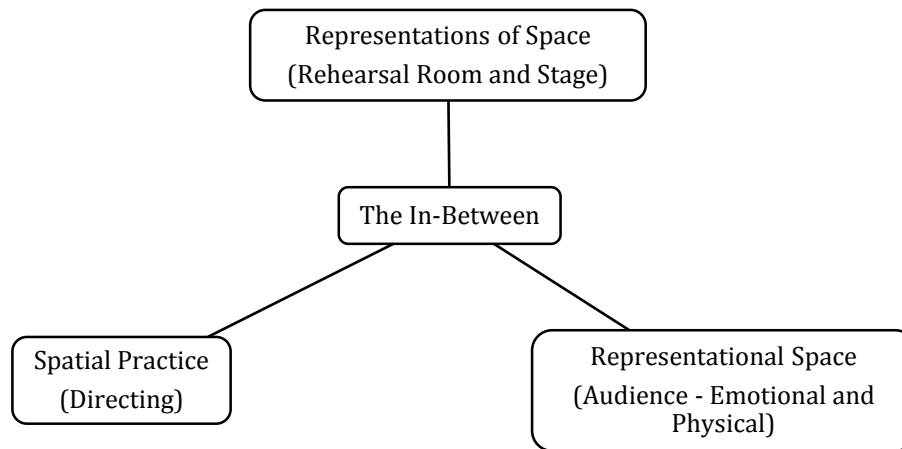 Representations of Space
(Rehearsal Room and Stage)
The In-Between
Spatial Practice
(Directing)
Representational Space
(Audience - Emotional and
Physical)